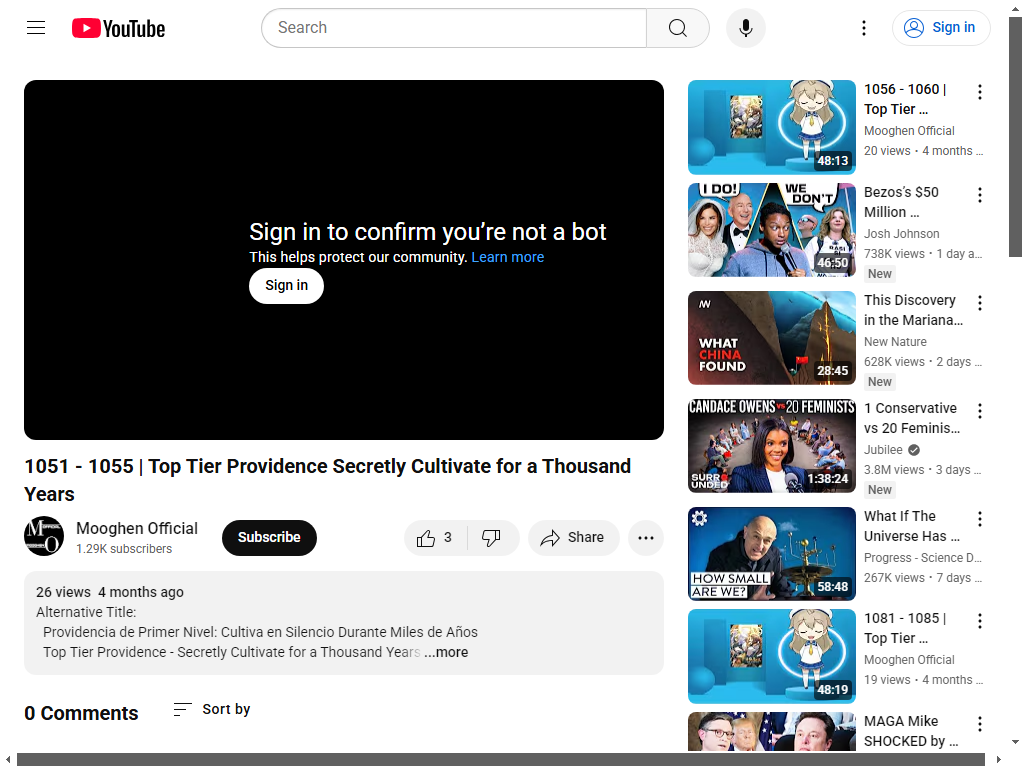 YouTube
Search
Sign in
Sign in to confirm you’re not a bot
This helps protect our community. Learn more
Sign in
1051 - 1055 | Top Tier Providence Secretly Cultivate for a Thousand
Years
Mooghen Official
1.29K subscribers
Subscribe
3
Share
26 views 4 months ago
Alternative Title:
Providencia de Primer Nivel: Cultiva en Silencio Durante Miles de Años
Top Tier Providence - Secretly Cultivate for a Thousand Years ...more
0 Comments
Sort by
48:13
1056 - 1060 |
Top Tier ...
Mooghen Official
20 views • 4 months ...
I DO!
WE
DON'T
46:50
Bezos's $50
Million ...
Josh Johnson
738K views • 1 day a...
New
WHAT
CHINA
FOUND
28:45
This Discovery
in the Mariana...
New Nature
628K views • 2 days ...
New
CANDACE OWENS vs 20 FEMINISTS
SURR
UNDED
1:38:24
1 Conservative
vs 20 Feminis...
Jubilee
3.8M views • 3 days ...
New
HOW SMALL
ARE WE?
58:48
What If The
Universe Has ...
Progress - Science D...
267K views • 7 days ...
48:19
1081 - 1085 |
Top Tier ...
Mooghen Official
19 views • 4 months ...
MAGA Mike
SHOCKED by ...